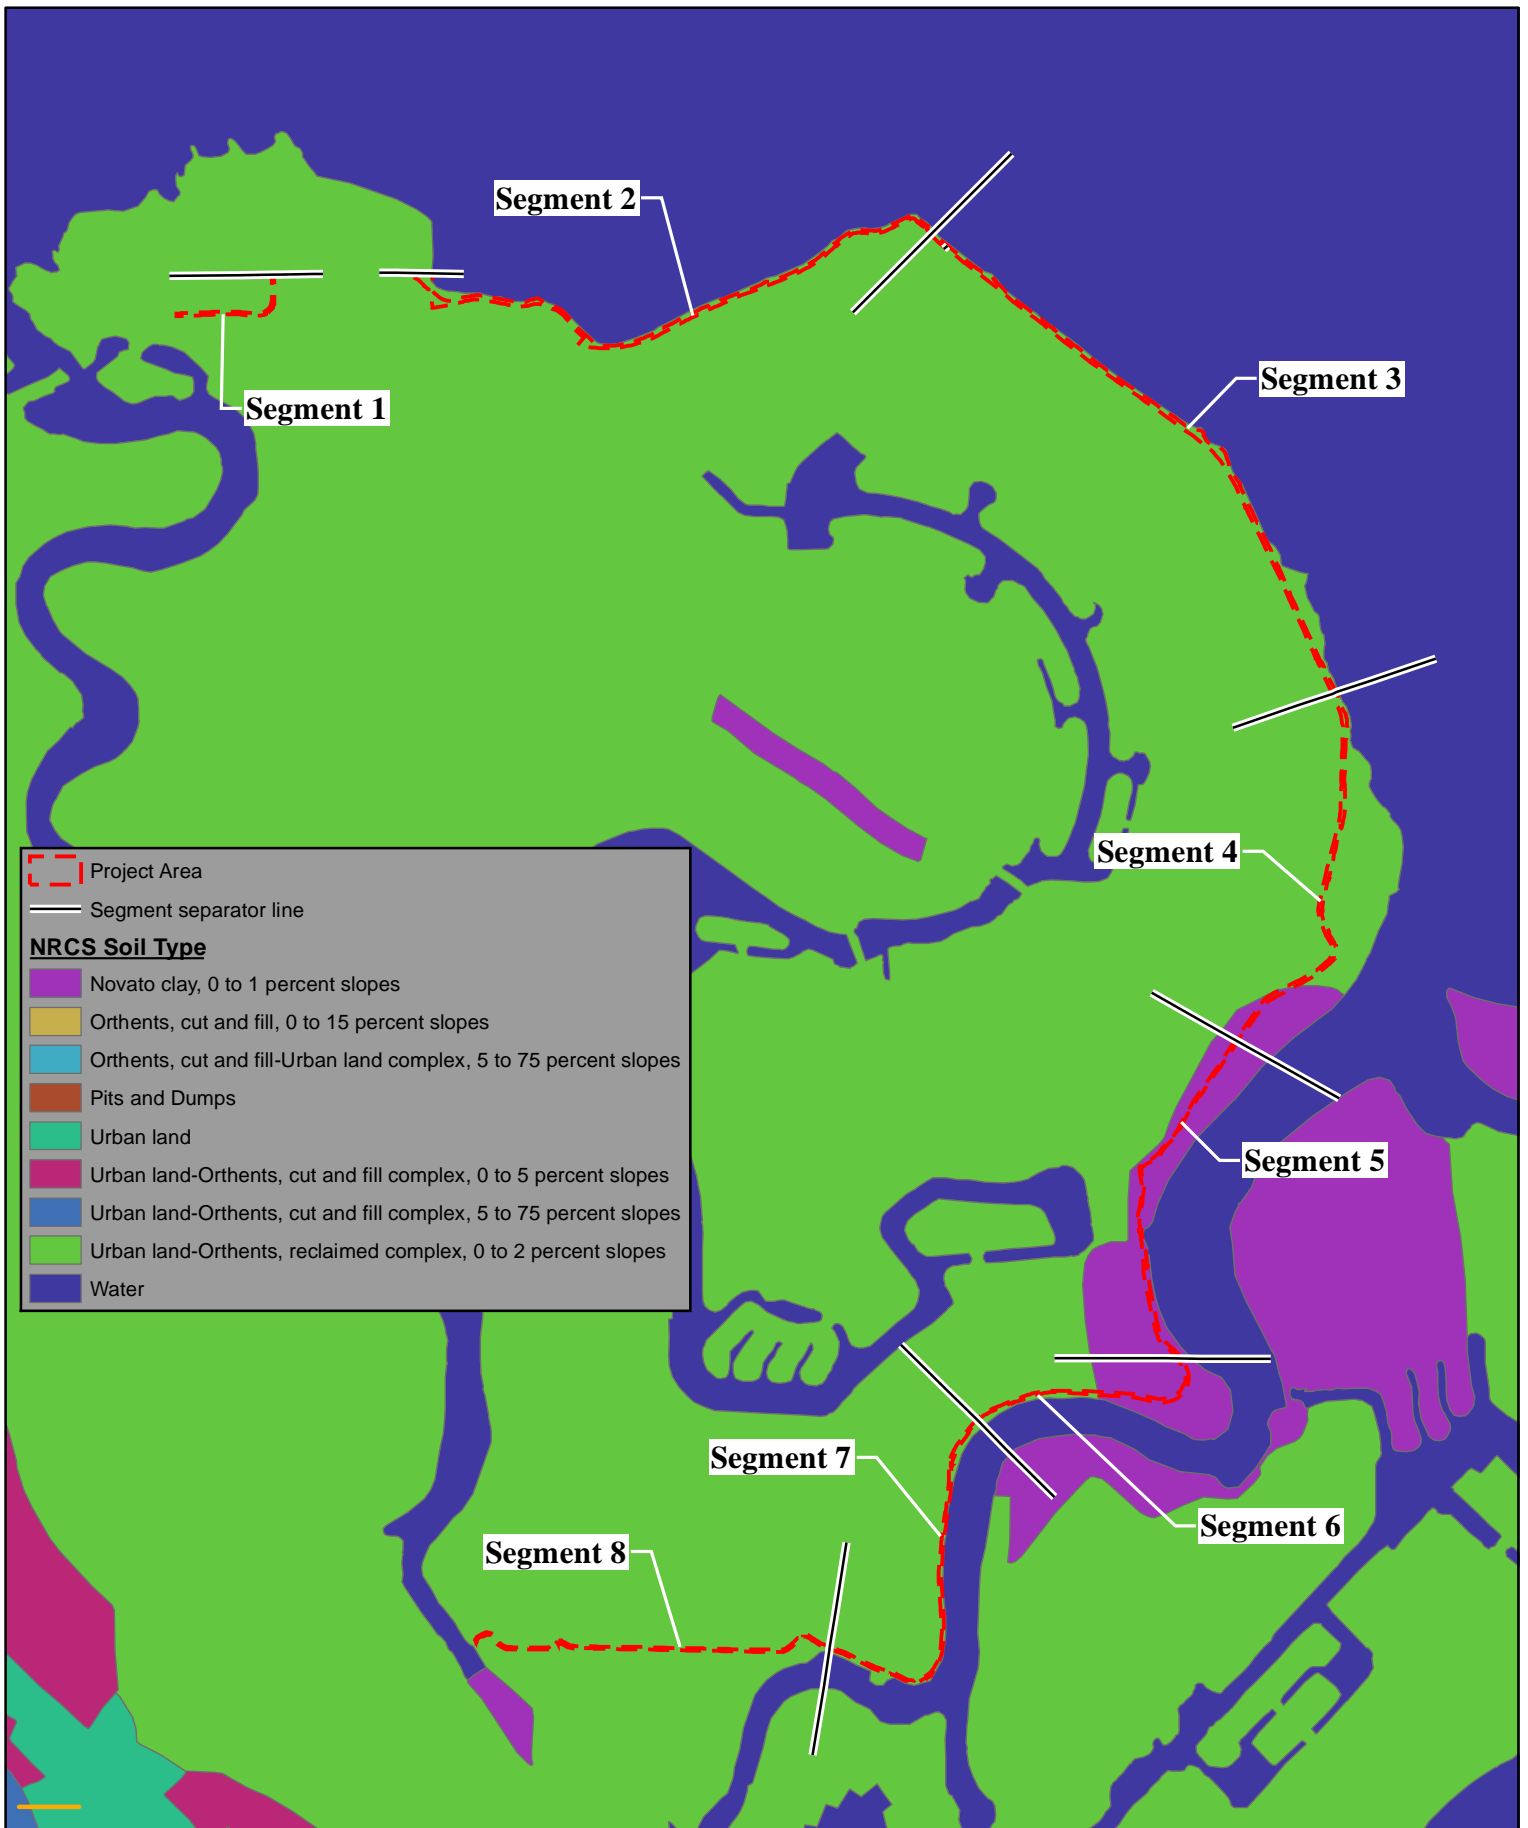 Segment 2
Segment 3
Segment 1
Segment 4
Project Area
Segment separator line
NRCS Soil Type
Novato clay, 0 to 1 percent slopes
Orthents, cut and fill, 0 to 15 percent slopes
Orthents, cut and fill-Urban land complex, 5 to 75 percent slopes
Pits and Dumps
Urban land
Urban land-Orthents, cut and fill complex, 0 to 5 percent slopes
Urban land-Orthents, cut and fill complex, 5 to 75 percent slopes
Urban land-Orthents, reclaimed complex, 0 to 2 percent slopes
Water
Segment 5
Segment 7
Segment 6
Segment 8